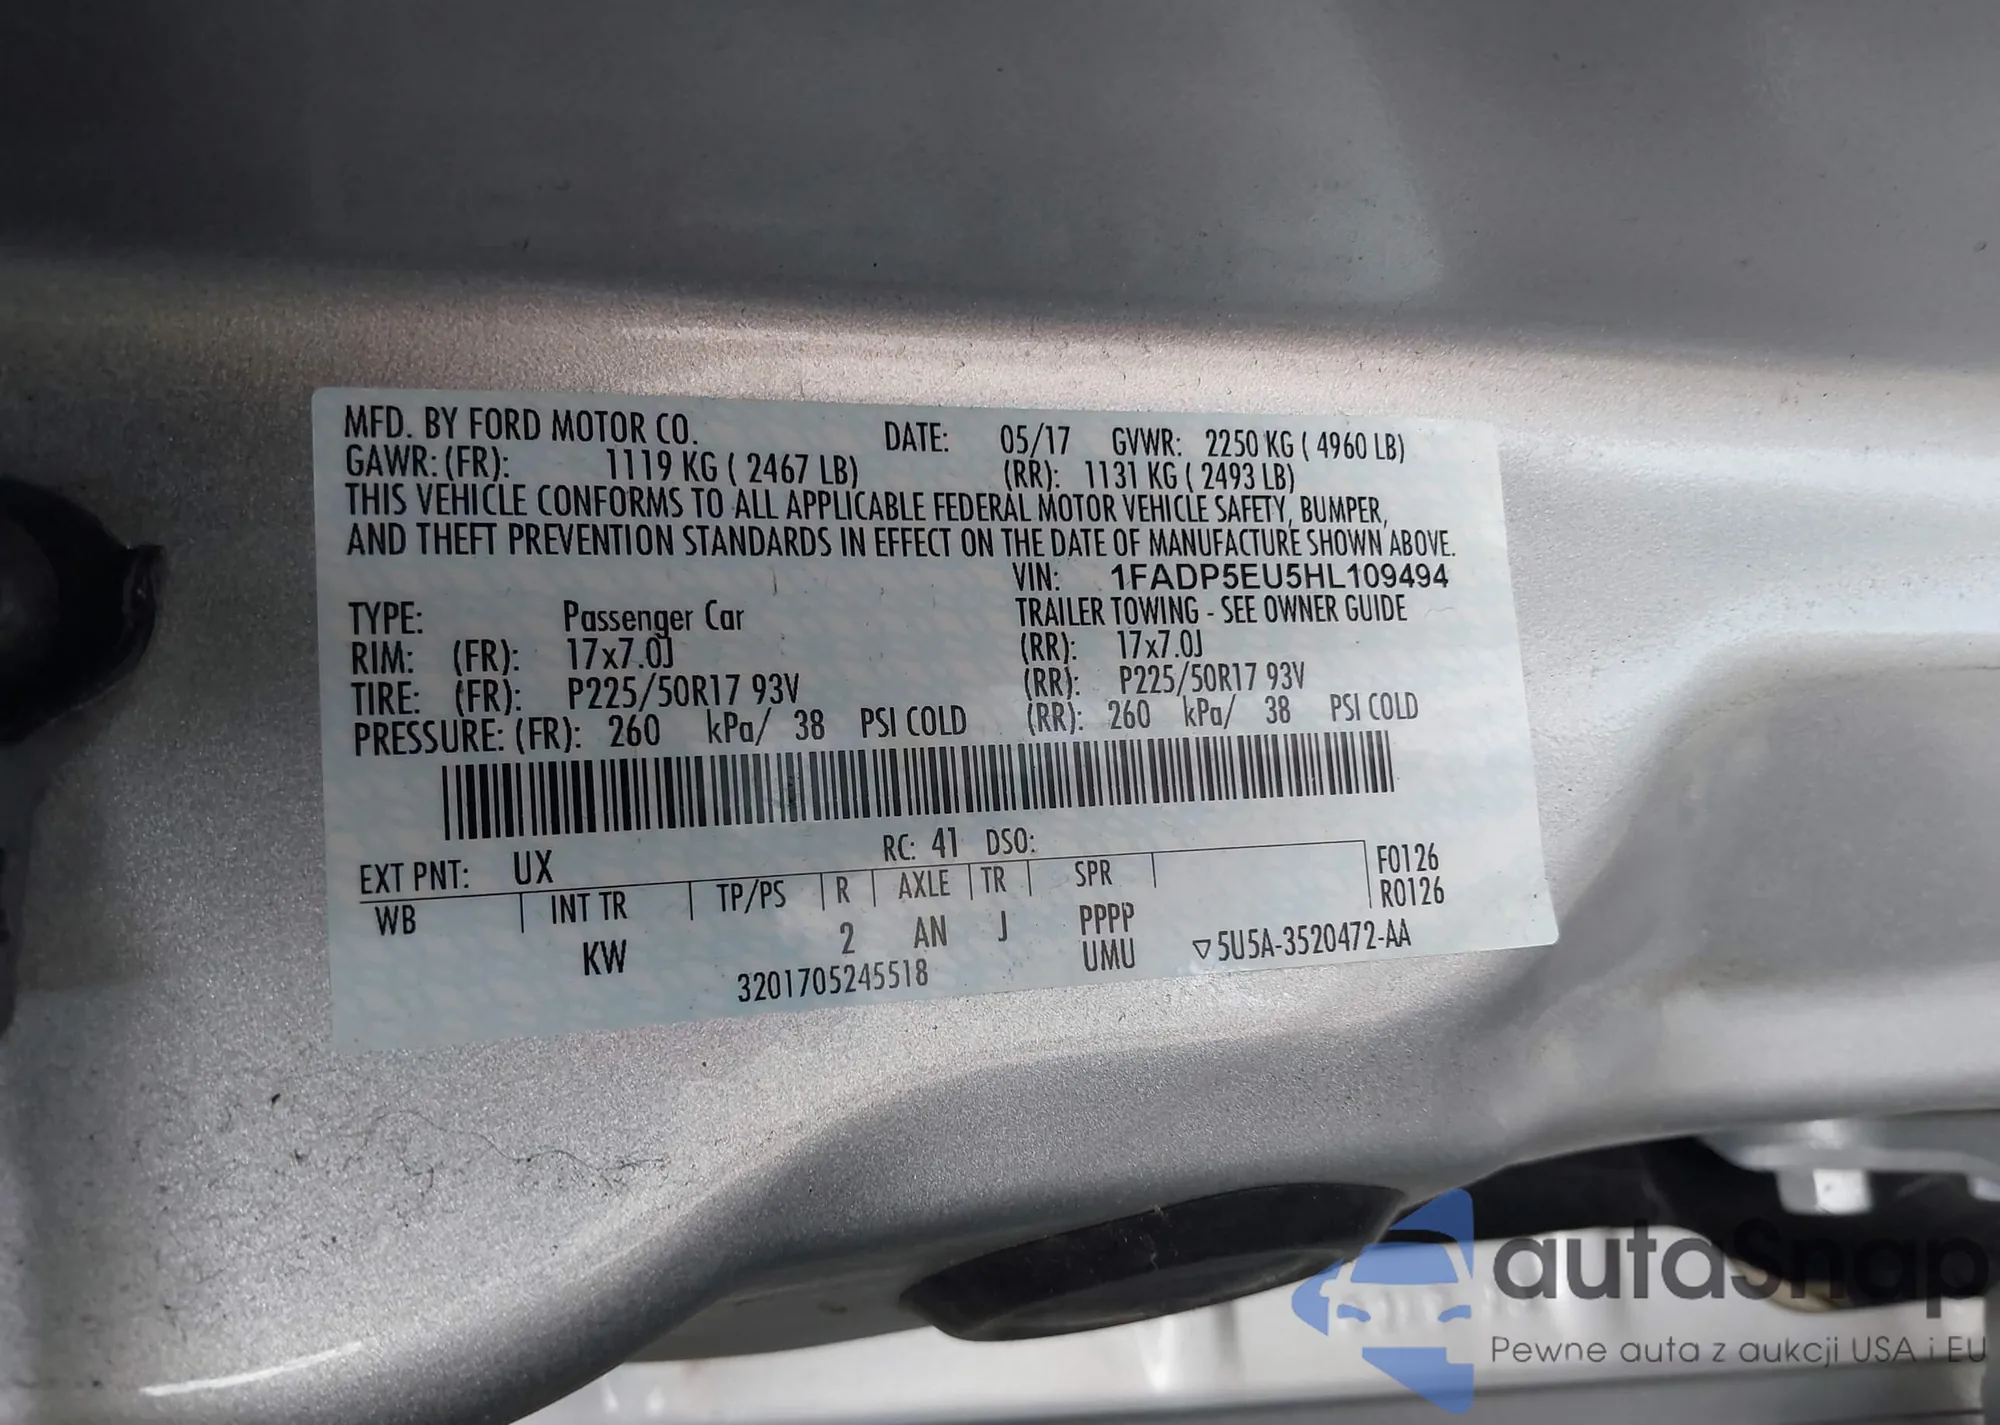 MFD. BY FORD MOTOR CO. DATE: 05/17 GVWR: 2250 KG ( 4960 LB)
GAWR: (FR): 1119 KG ( 2467 LB) (RR): 1131 KG ( 2493 LB)
THIS VEHICLE CONFORMS TO ALL APPLICABLE FEDERAL MOTOR VEHICLE SAFETY, BUMPER,
AND THEFT PREVENTION STANDARDS IN EFFECT ON THE DATE OF MANUFACTURE SHOWN ABOVE.
VIN: 1FADP5EU5HL109494
TYPE: Passenger Car TRAILER TOWING - SEE OWNER GUIDE
RIM: (FR): 17x7.0J (RR): 17x7.0J
TIRE: (FR): P225/50R17 93V (RR): P225/50R17 93V
PRESSURE: (FR): 260 kPa/ 38 PSI COLD (RR): 260 kPa/ 38 PSI COLD
RC: 41 DSO:
EXT PNT: UX F0126
WB INT TR TP/PS R AXLE TR SPR R0126
KW 2 AN J PPPP
UMU ▽5U5A-3520472-AA
3201705245518
autaSnap
Pewne auta z aukcji USA i EU